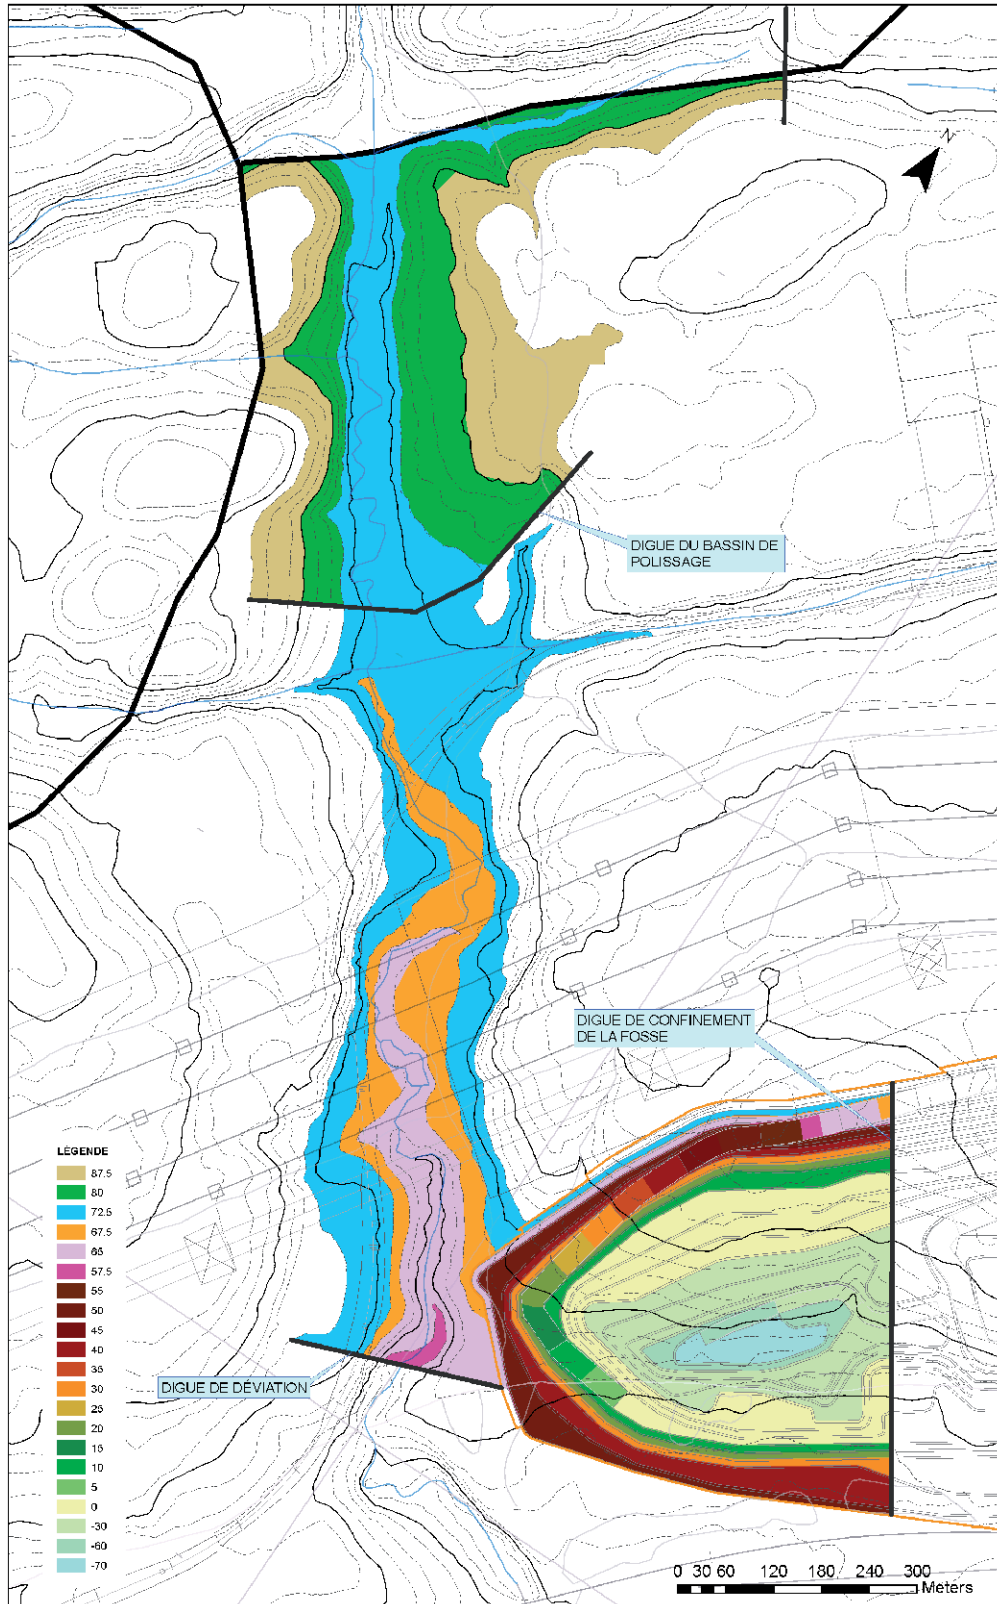 N
DIGUE DU BASSIN DE
POLISSAGE
DIGUE DE CONFINEMENT
DE LA FOSSE
LÉGENDE
87.5
80
72.5
67.5
65
57.5
55
50
45
40
35
30
25
20
15
10
5
0
-30
-60
-70
DIGUE DE DÉVIATION
0 30 60 120 180 240 300
Meters